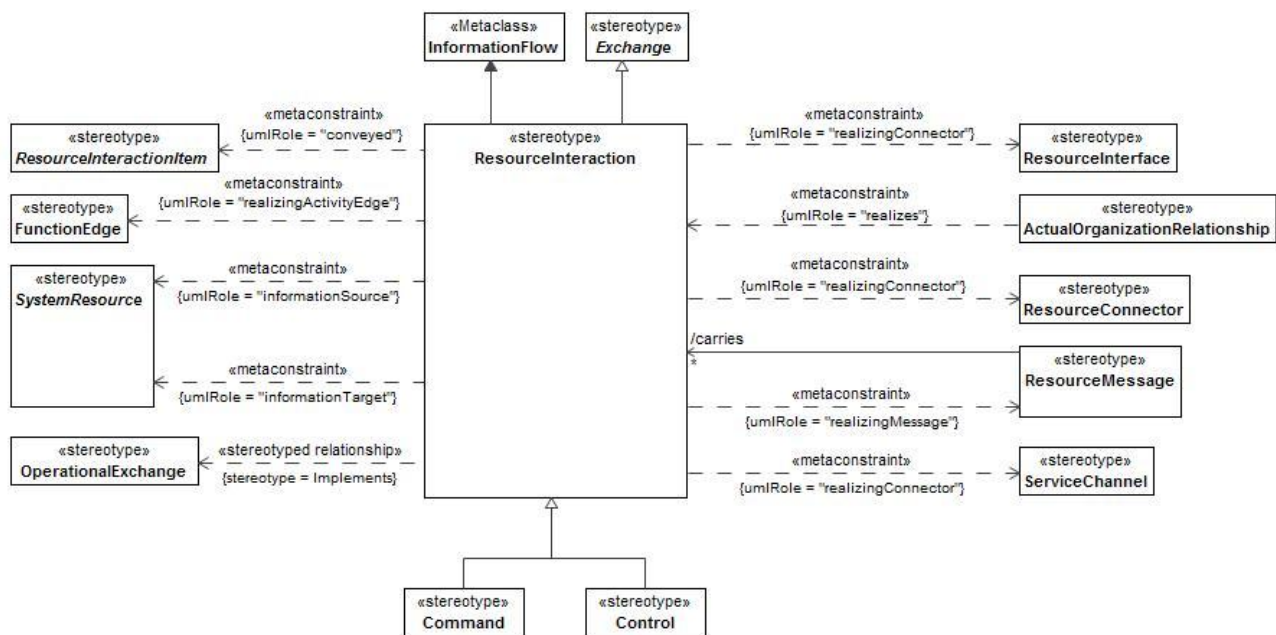 «Metaclass»
InformationFlow
«stereotype»
Exchange
«metaconstraint»
{umlRole = "conveyed"}
«stereotype»
ResourceInteractionItem
«stereotype»
ResourceInteraction
«metaconstraint»
{umlRole = "realizingConnector"}
«stereotype»
ResourceInterface
«metaconstraint»
{umlRole = "realizingActivityEdge"}
«stereotype»
FunctionEdge
«metaconstraint»
{umlRole = "realizes"}
«stereotype»
ActualOrganizationRelationship
«stereotype»
SystemResource
«metaconstraint»
{umlRole = "informationSource"}
«metaconstraint»
{umlRole = "realizingConnector"}
«stereotype»
ResourceConnector
/carries
*
«stereotype»
ResourceMessage
«metaconstraint»
{umlRole = "informationTarget"}
«metaconstraint»
{umlRole = "realizingMessage"}
«stereotype»
OperationalExchange
«stereotyped relationship»
{stereotype = Implements}
«metaconstraint»
{umlRole = "realizingConnector"}
«stereotype»
ServiceChannel
«stereotype»
Command
«stereotype»
Control